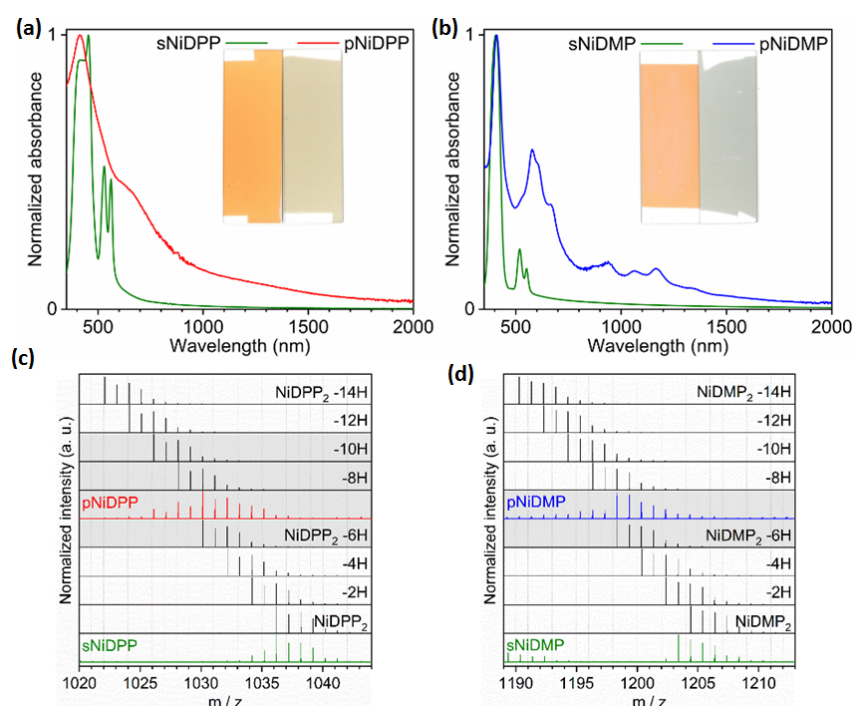 (a)
sNiDPP
pNiDPP
1
Normalized absorbance
0
500
1000
1500
2000
Wavelength (nm)
(b)
sNiDMP
pNiDMP
1
Normalized absorbance
0
500
1000
1500
2000
Wavelength (nm)
(c)
NiDPP2 -14H
-12H
-10H
-8H
pNiDPP
NiDPP2 -6H
-4H
-2H
NiDPP2
sNiDPP
Normalized intensity (a. u.)
1020
1025
1030
1035
1040
m / z
(d)
NiDMP2 -14H
-12H
-10H
-8H
pNiDMP
NiDMP2 -6H
-4H
-2H
NiDMP2
sNiDMP
Normalized intensity (a. u.)
1190
1195
1200
1205
1210
m / z